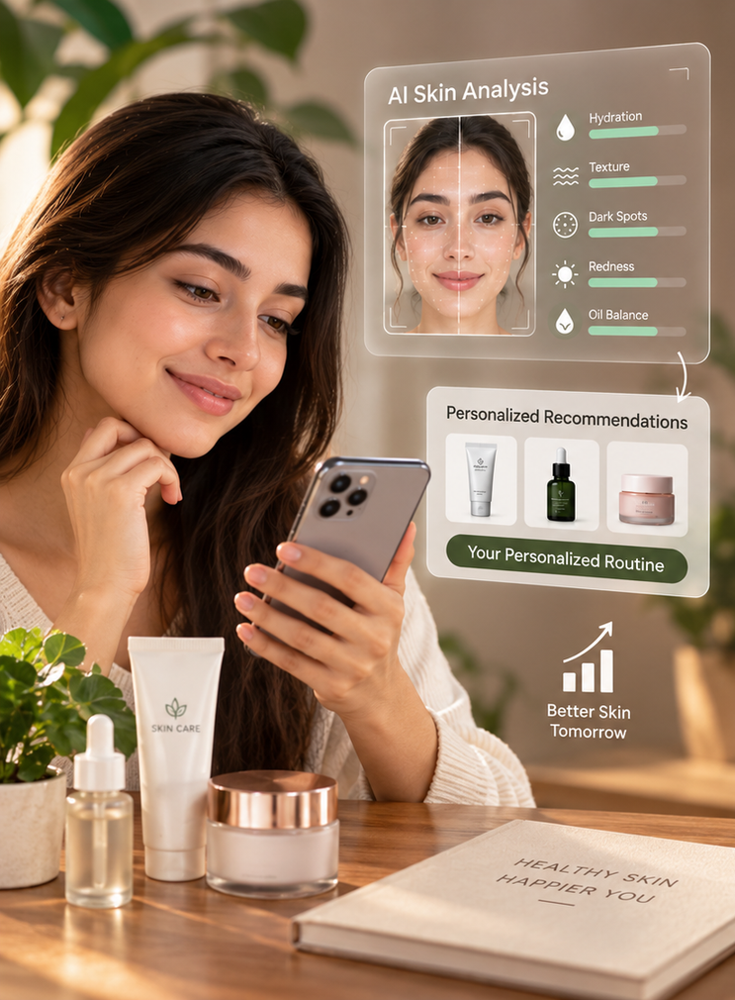 AI Skin Analysis
Hydration
Texture
Dark Spots
Redness
Oil Balance
Personalized Recommendations
Your Personalized Routine
Better Skin
Tomorrow
SKIN CARE
HEALTHY SKIN
HAPPIER YOU